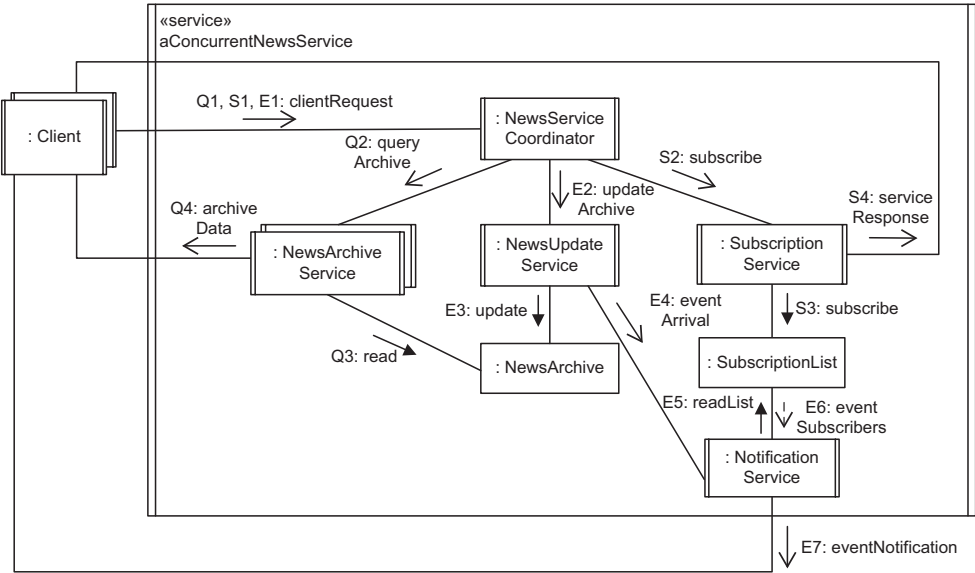 «service»
aConcurrentNewsService
Q1, S1, E1: clientRequest
: Client
: NewsService
Coordinator
Q2: query
Archive
S2: subscribe
E2: update
Archive
Q4: archive
Data
S4: service
Response
: NewsArchive
Service
: NewsUpdate
Service
: Subscription
Service
E3: update
E4: event
Arrival
S3: subscribe
Q3: read
: NewsArchive
: SubscriptionList
E5: readList
E6: event
Subscribers
: Notification
Service
E7: eventNotification